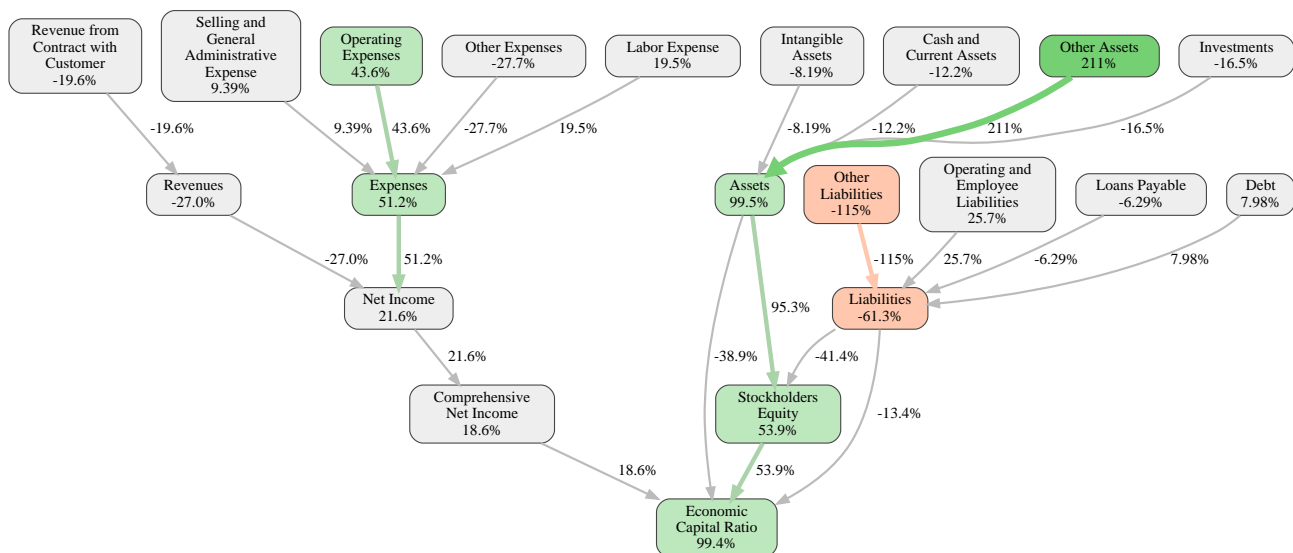 Revenue from
Contract with
Customer
-19.6%
Selling and
General
Administrative
Expense
9.39%
Operating
Expenses
43.6%
Other Expenses
-27.7%
Labor Expense
19.5%
Intangible
Assets
-8.19%
Cash and
Current Assets
-12.2%
Other Assets
211%
Investments
-16.5%
-19.6%
9.39%
43.6%
-27.7%
19.5%
-8.19%
-12.2%
211%
-16.5%
Revenues
-27.0%
Expenses
51.2%
Assets
99.5%
Other
Liabilities
-115%
Operating and
Employee
Liabilities
25.7%
Loans Payable
-6.29%
Debt
7.98%
-27.0%
51.2%
-115%
25.7%
-6.29%
7.98%
Net Income
21.6%
95.3%
Liabilities
-61.3%
21.6%
-38.9%
-41.4%
Comprehensive
Net Income
18.6%
Stockholders
Equity
53.9%
-13.4%
18.6%
53.9%
Economic
Capital Ratio
99.4%